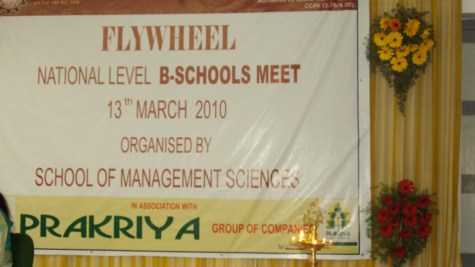 FLYWHEEL
NATIONAL LEVEL B-SCHOOLS MEET
13th MARCH 2010
ORGANISED BY
SCHOOL OF MANAGEMENT SCIENCES
IN ASSOCIATION WITH
PRAKRIYA GROUP OF COMPANIES